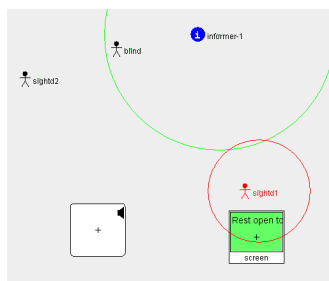 informer-1
blind
sightd2
sightd1
Rest open to
screen